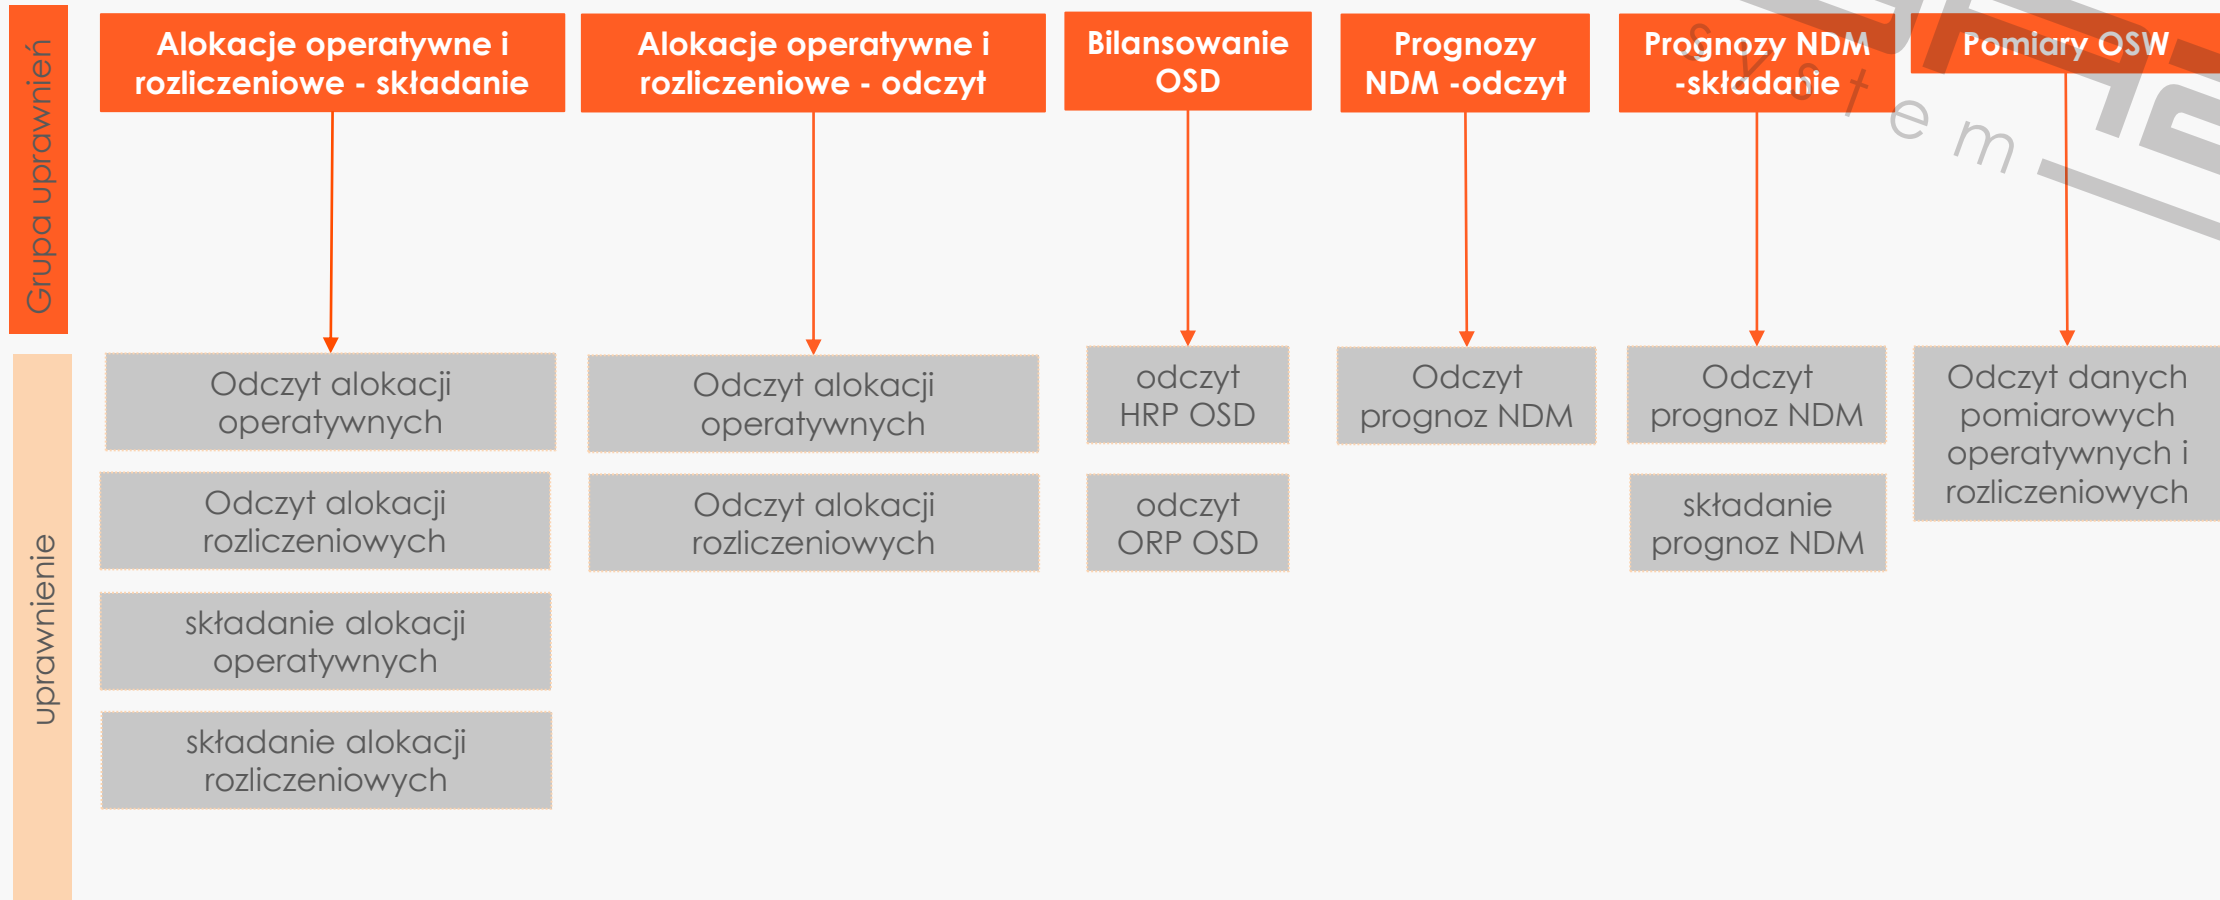 Grupa uprawnień
Alokacje operatywne i
rozliczeniowe - składanie
Alokacje operatywne i
rozliczeniowe - odczyt
Bilansowanie
OSD
Prognozy
NDM -odczyt
Prognozy NDM
-składanie
Pomiary OSW
system
uprawnienie
Odczyt alokacji
operatywnych
Odczyt alokacji
rozliczeniowych
składanie alokacji
operatywnych
składanie alokacji
rozliczeniowych
Odczyt alokacji
operatywnych
Odczyt alokacji
rozliczeniowych
odczyt
HRP OSD
odczyt
ORP OSD
Odczyt
prognoz NDM
Odczyt
prognoz NDM
składanie
prognoz NDM
Odczyt danych
pomiarowych
operatywnych i
rozliczeniowych